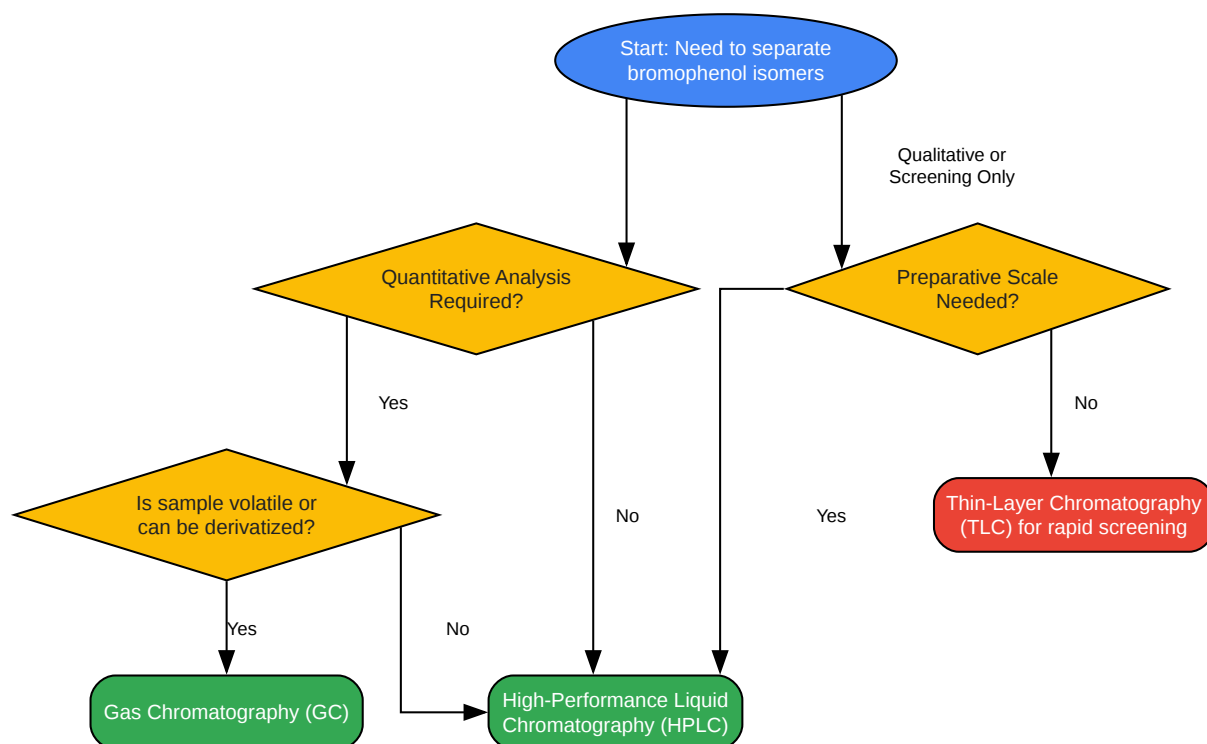 Start: Need to separate
bromophenol isomers
Qualitative or
Screening Only
Quantitative Analysis
Required?
Preparative Scale
Needed?
Yes
No
Is sample volatile or
can be derivatized?
No
Yes
Thin-Layer Chromatography
(TLC) for rapid screening
Yes
No
Gas Chromatography (GC)
High-Performance Liquid
Chromatography (HPLC)